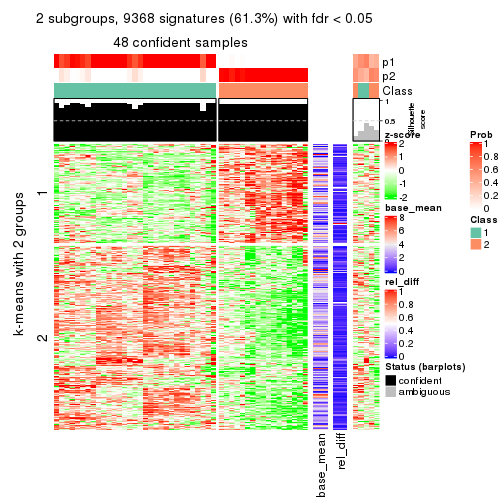 2 subgroups, 9368 signatures (61.3%) with fdr < 0.05
48 confident samples
p1
p2
Class
1
0.5
0
Silhouette
score
k-means with 2 groups
1
2
base_mean
rel_diff
z-score
2
1
0
-1
-2
base_mean
8
6
4
2
0
rel_diff
1
0.8
0.6
0.4
0.2
0
Status (barplots)
confident
ambiguous
Prob
1
0.8
0.6
0.4
0.2
0
Class
1
2